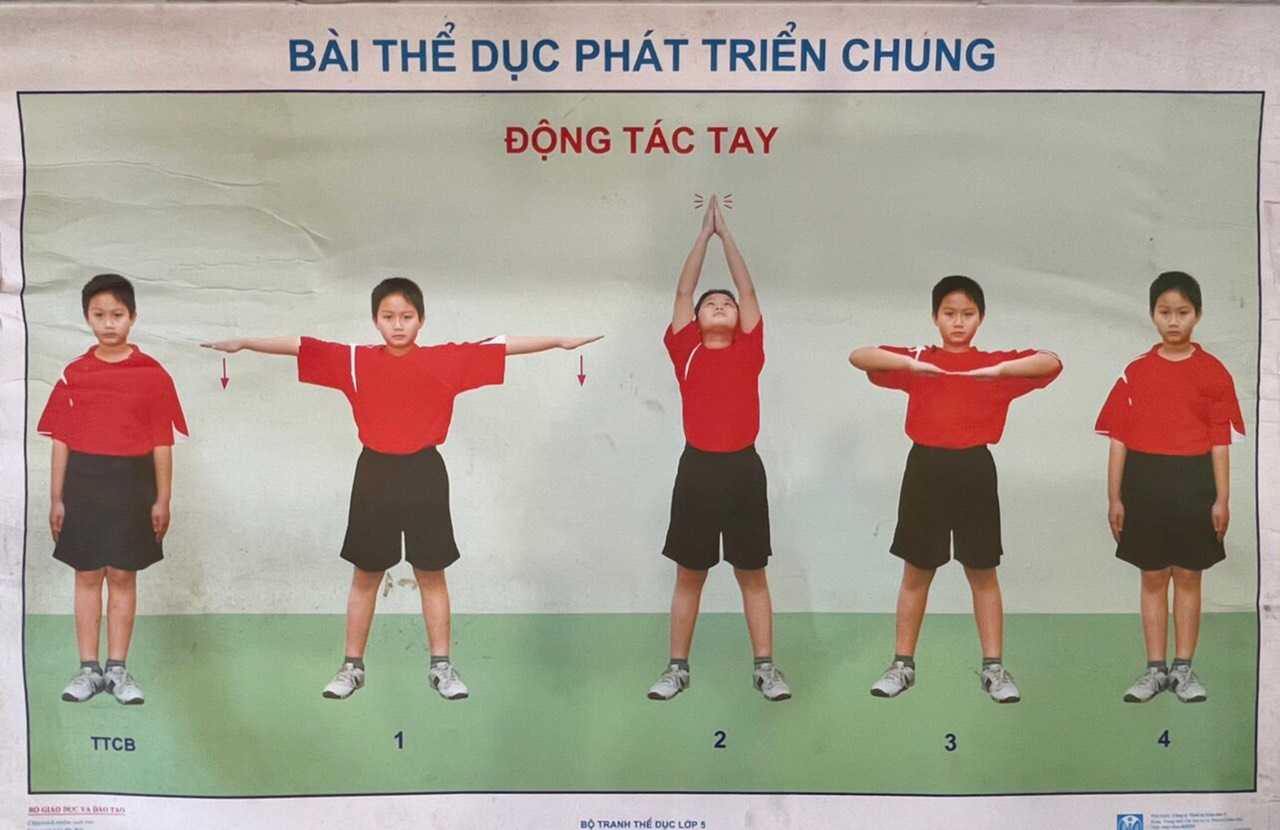 BÀI THỂ DỤC PHÁT TRIỂN CHUNG
ĐỘNG TÁC TAY
TTCB
1
2
3
4
BỘ GIÁO DỤC VÀ ĐÀO TẠO
BỘ TRANH THỂ DỤC LỚP 5